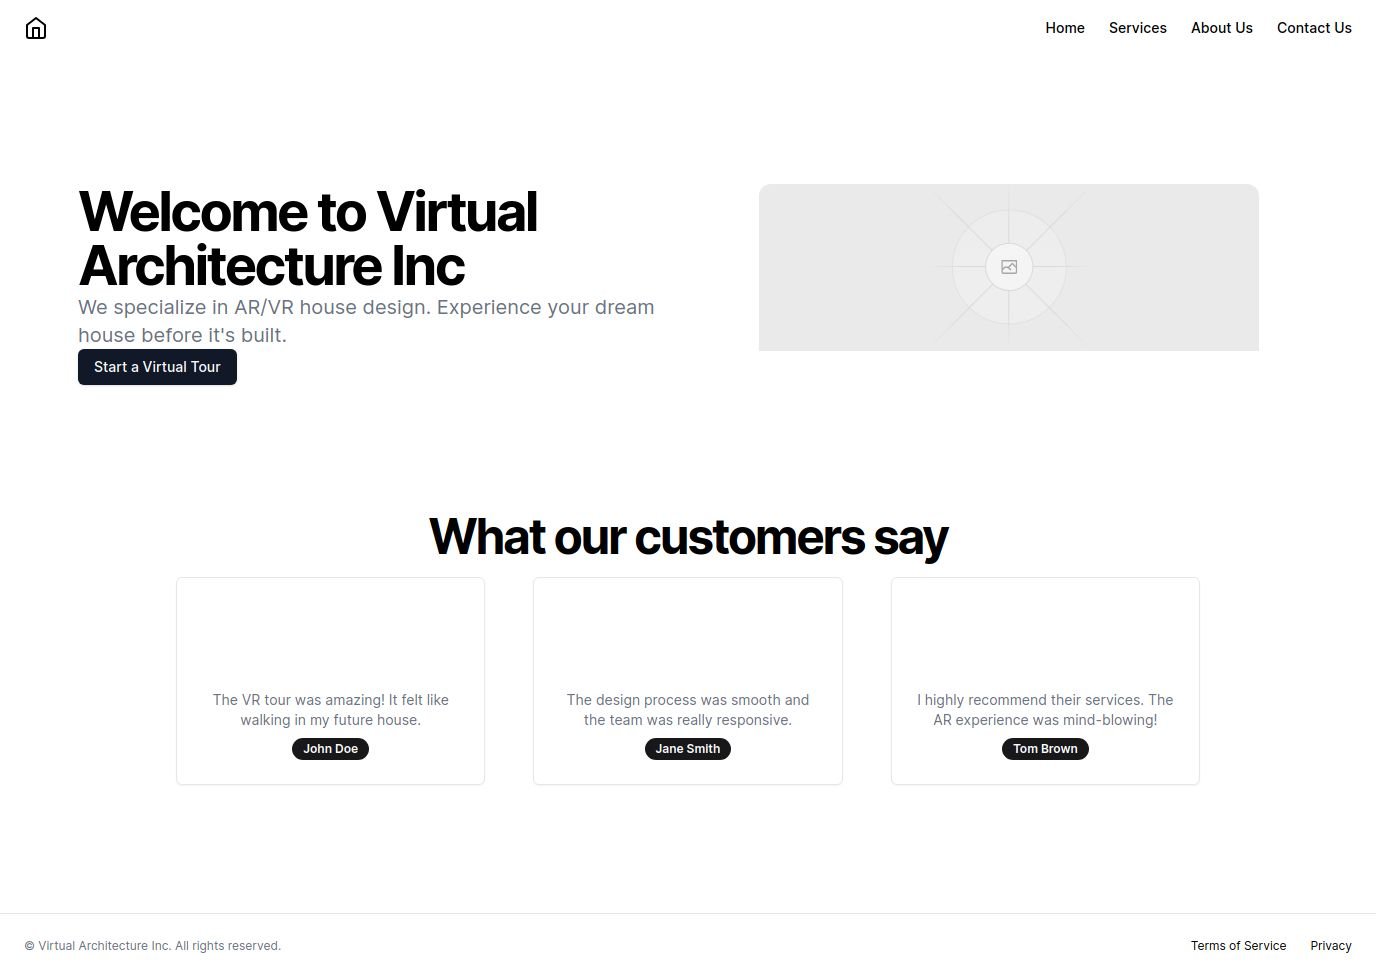 Home Services About Us Contact Us
Welcome to Virtual
Architecture Inc
We specialize in AR/VR house design. Experience your dream
house before it's built.
Start a Virtual Tour
What our customers say
The VR tour was amazing! It felt like
walking in my future house.
John Doe
The design process was smooth and
the team was really responsive.
Jane Smith
I highly recommend their services. The
AR experience was mind-blowing!
Tom Brown
© Virtual Architecture Inc. All rights reserved.
Terms of Service Privacy